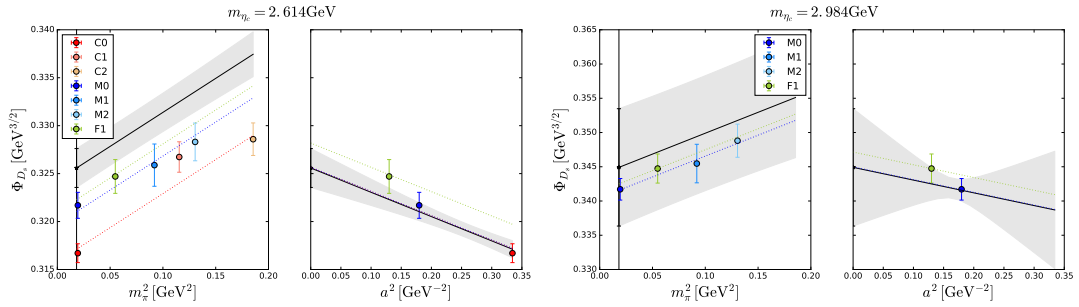 m_{η_c} = 2.614GeV
Φ_{D_s} [GeV^{3/2}]
0.340
0.335
0.330
0.325
0.320
0.315
C0
C1
C2
M0
M1
M2
F1
0.00 0.05 0.10 0.15 0.20
m_π^2 [GeV^2]
0.00 0.05 0.10 0.15 0.20 0.25 0.30 0.35
a^2 [GeV^{-2}]
m_{η_c} = 2.984GeV
Φ_{D_s} [GeV^{3/2}]
0.365
0.360
0.355
0.350
0.345
0.340
0.335
0.330
M0
M1
M2
F1
0.00 0.05 0.10 0.15 0.20
m_π^2 [GeV^2]
0.00 0.05 0.10 0.15 0.20 0.25 0.30 0.35
a^2 [GeV^{-2}]